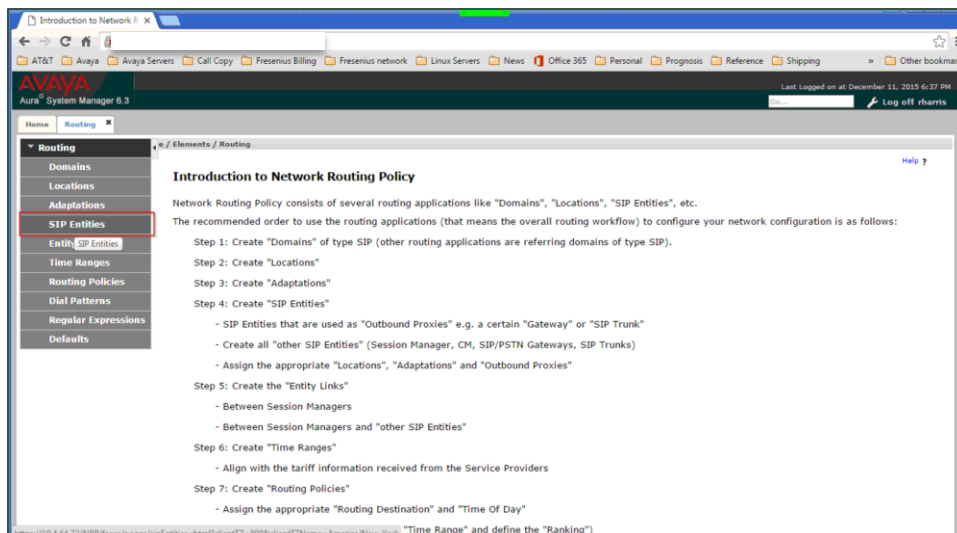 Introduction to Network R
AT&T Avaya Avaya Servers Call Copy Fresenius Billing Fresenius network Linux Servers News Office 365 Personal Prognosis Reference Shipping » Other bookmar
AVAYA
Aura® System Manager 6.3
Last Logged on at December 11, 2015 6:37 PM
Go...
Log off rharris
Home Routing
Routing
Domains
Locations
Adaptations
SIP Entities
Entit
SIP Entities
Time Ranges
Routing Policies
Dial Patterns
Regular Expressions
Defaults
e / Elements / Routing
Help ?
Introduction to Network Routing Policy
Network Routing Policy consists of several routing applications like "Domains", "Locations", "SIP Entities", etc.
The recommended order to use the routing applications (that means the overall routing workflow) to configure your network configuration is as follows:
Step 1: Create "Domains" of type SIP (other routing applications are referring domains of type SIP).
Step 2: Create "Locations"
Step 3: Create "Adaptations"
Step 4: Create "SIP Entities"
- SIP Entities that are used as "Outbound Proxies" e.g. a certain "Gateway" or "SIP Trunk"
- Create all "other SIP Entities" (Session Manager, CM, SIP/PSTN Gateways, SIP Trunks)
- Assign the appropriate "Locations", "Adaptations" and "Outbound Proxies"
Step 5: Create the "Entity Links"
- Between Session Managers
- Between Session Managers and "other SIP Entities"
Step 6: Create "Time Ranges"
- Align with the tariff information received from the Service Providers
Step 7: Create "Routing Policies"
- Assign the appropriate "Routing Destination" and "Time Of Day"
"Time Range" and define the "Ranking")